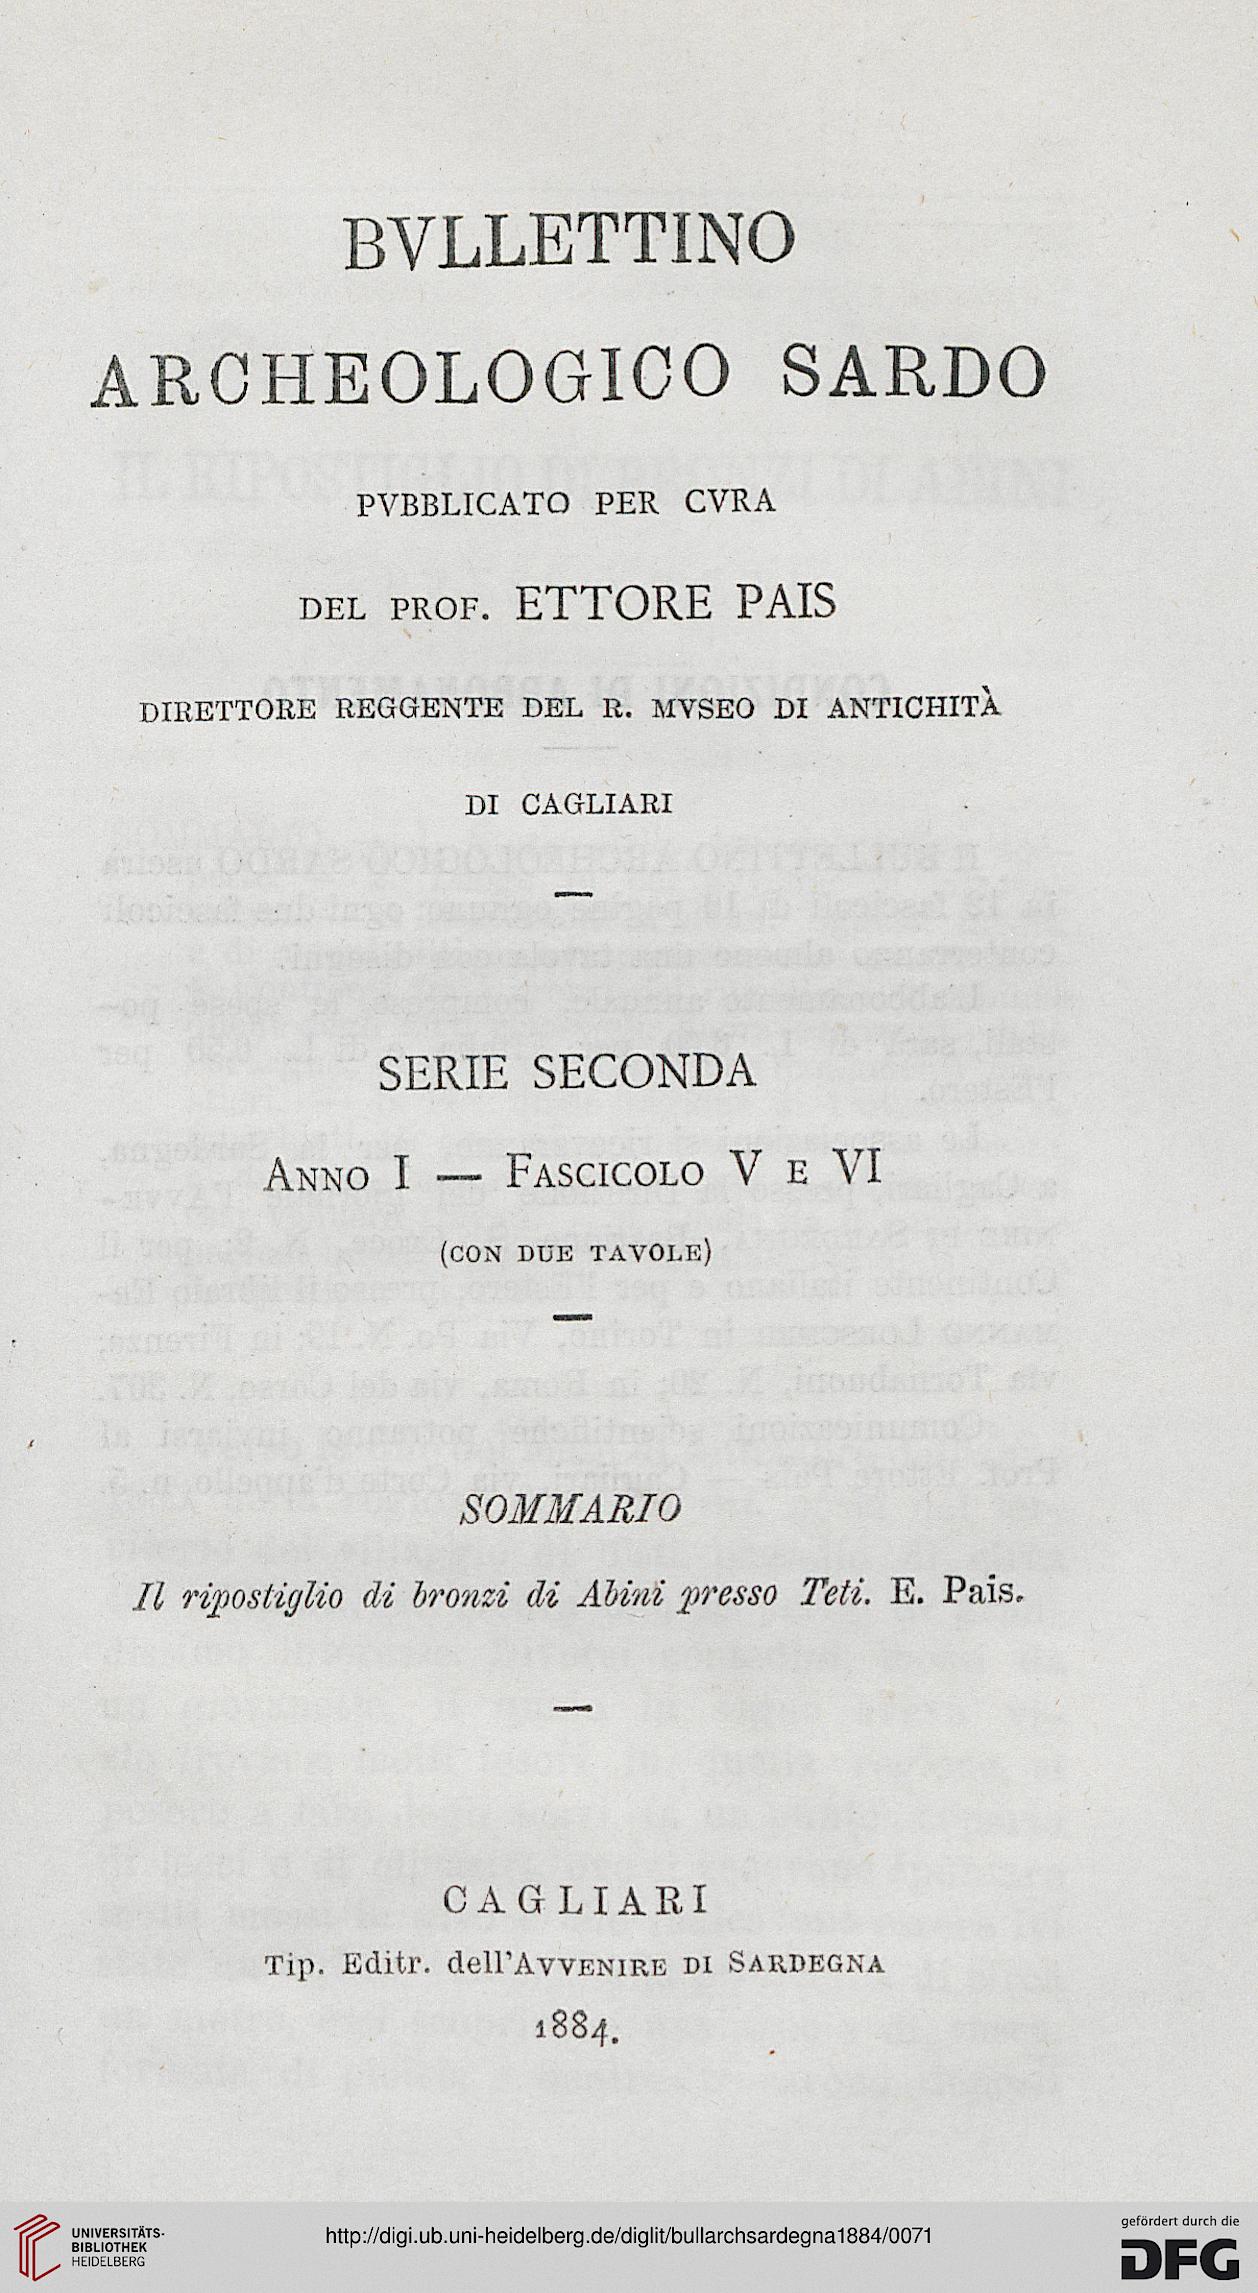 BVLLETTINO
ARCHEOLOGICO SARDO
PVBBLICATO PER CVRA
DEL PROF. ETTORE PAIS
DIRETTORE REGGENTE DEL R. MVSEO DI ANTICHITÀ
DI CAGLIARI
SERIE SECONDA
ANNO I — FASCICOLO V E VI
(CON DUE TAVOLE)
SOMMARIO
Il ripostiglio di bronzi di Abini presso Teti. E. Pais.
CAGLIARI
Tip. Editr. dell'AVVENIRE DI SARDEGNA
1884.
UNIVERSITÄTS-
BIBLIOTHEK
HEIDELBERG
http://digi.ub.uni-heidelberg.de/diglit/bullarchsardegna1884/0071
gefördert durch die
DFG